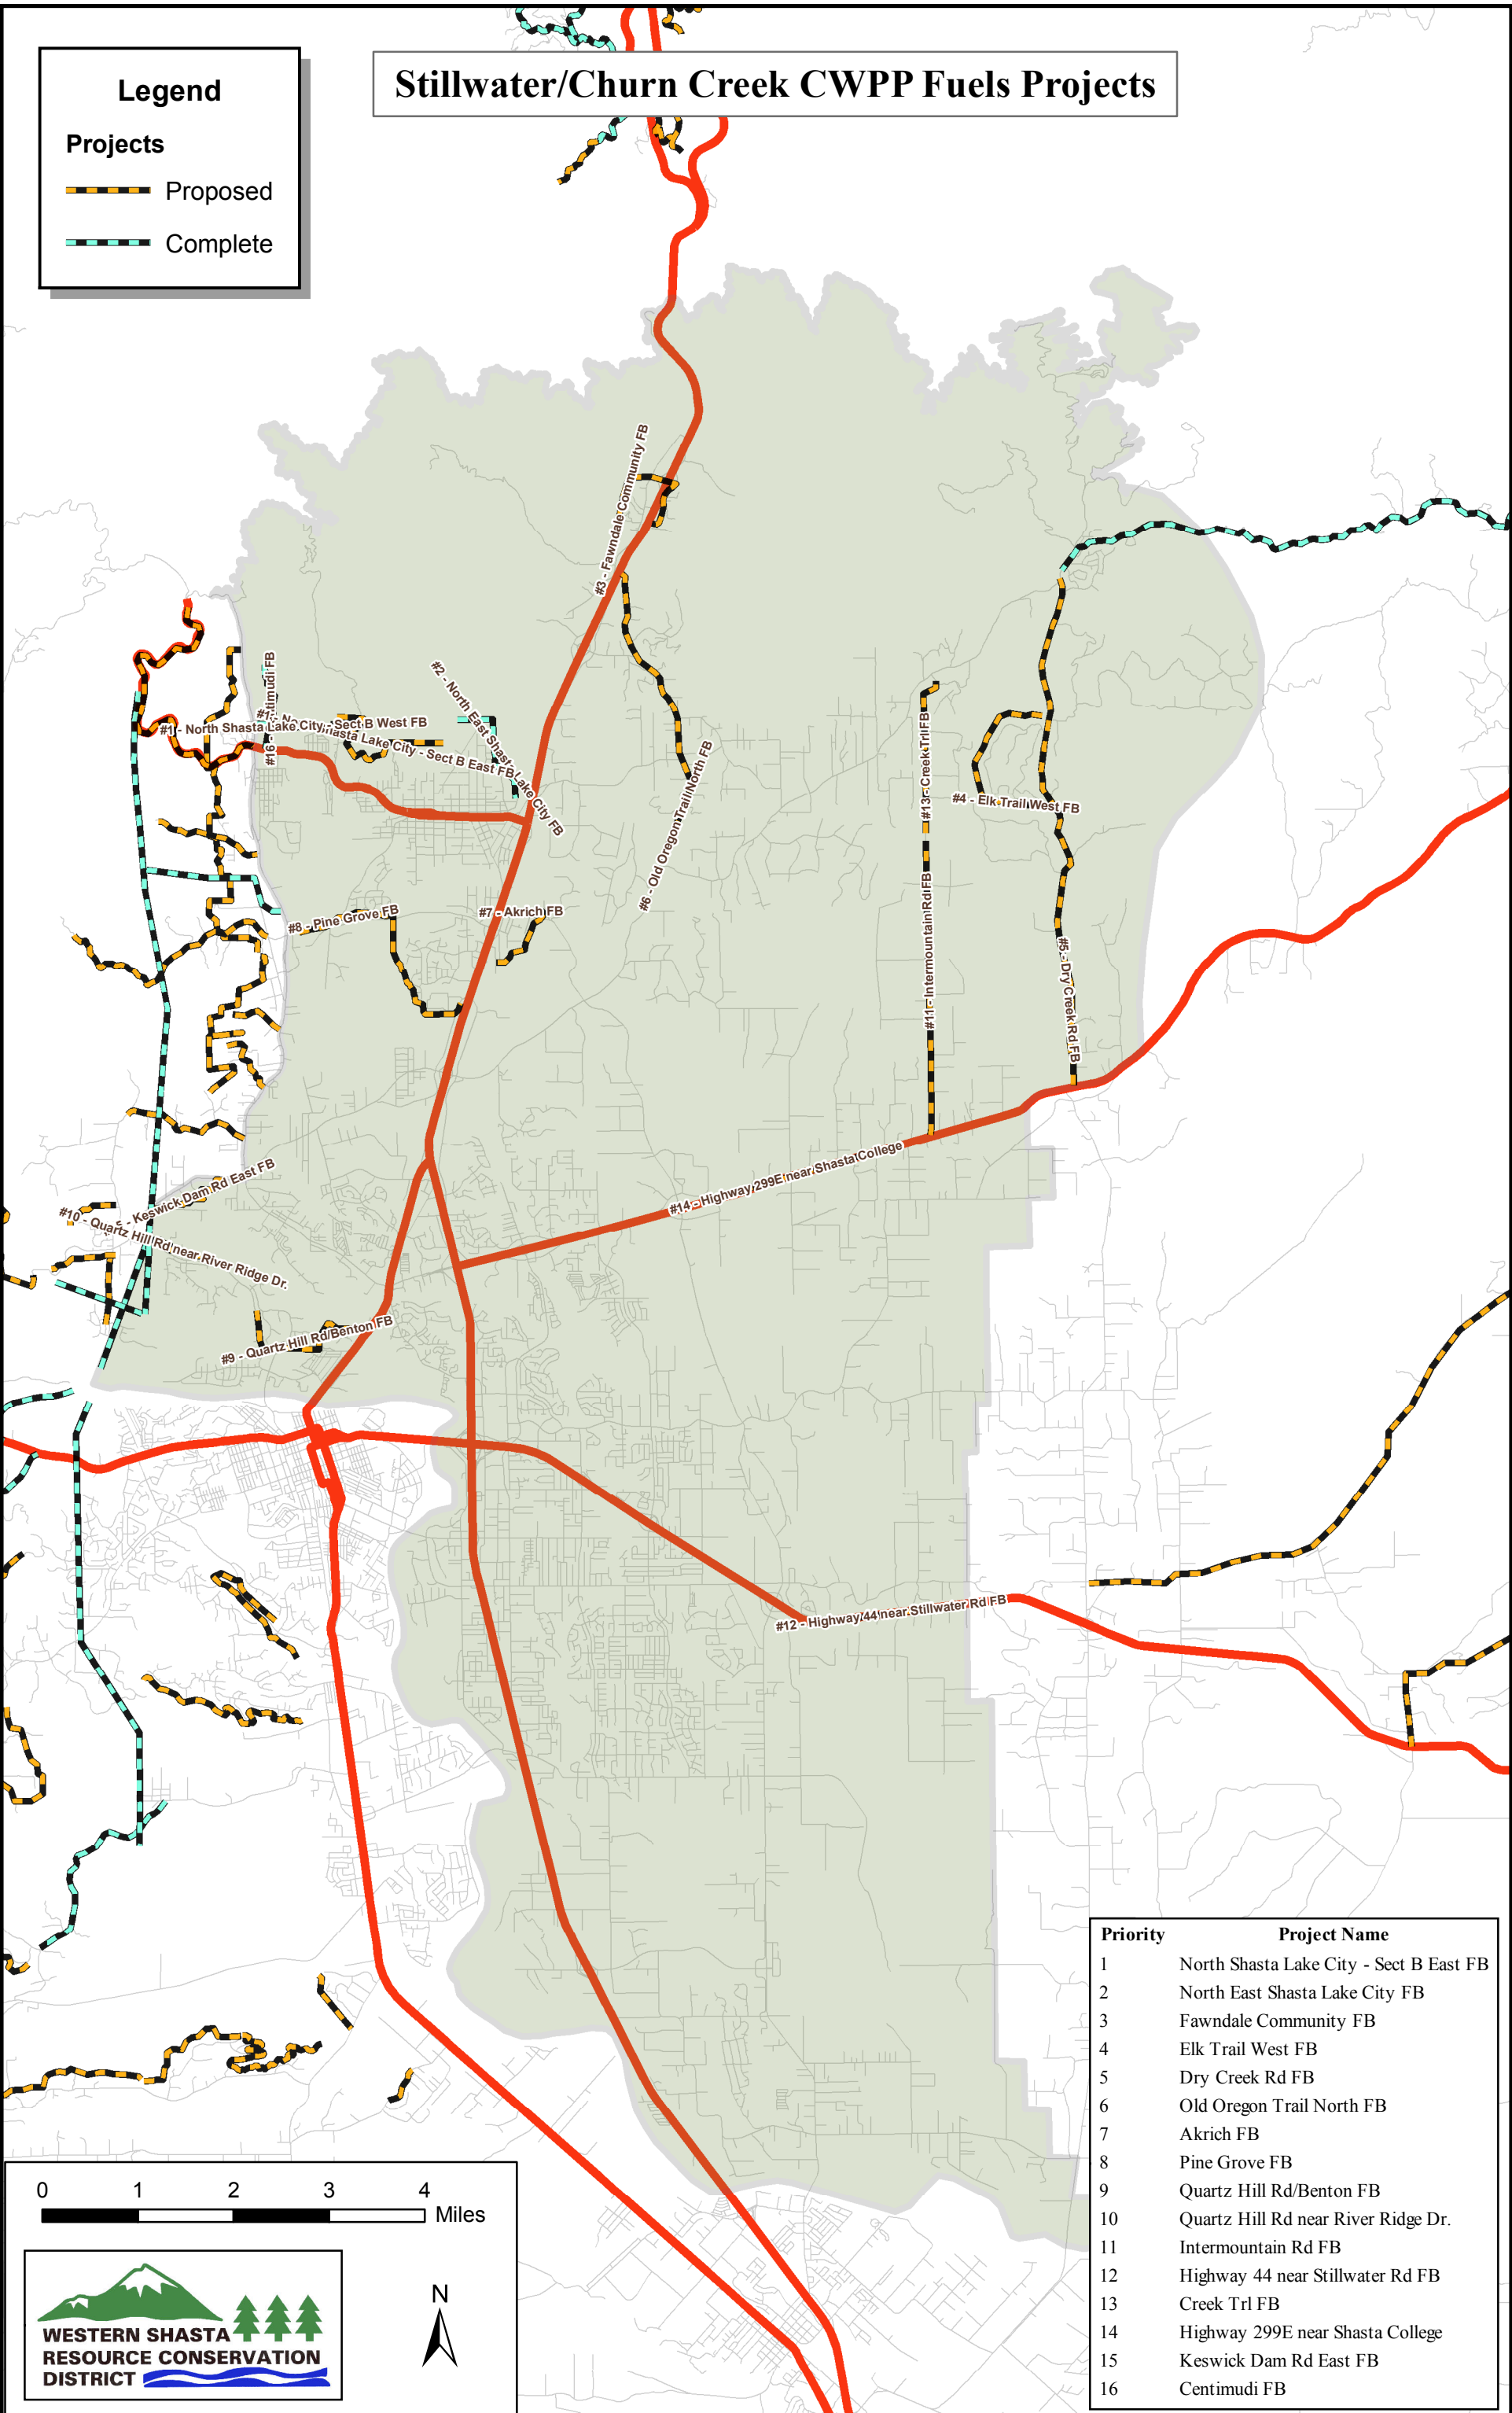 Stillwater/Churn Creek CWPP Fuels Projects
Legend
Projects
Proposed
Complete
#3 - Fawndale Community FB
#16 - Centimudi FB
#1 - North Shasta Lake City - Sect B West FB
#1 - North Shasta Lake City - Sect B East FB
#2 - North East Shasta Lake City FB
#6 - Old Oregon Trail North FB
#13 - Creek Trl FB
#4 - Elk Trail West FB
#8 - Pine Grove FB
#7 - Akrich FB
#11 - Intermountain Rd FB
#5 - Dry Creek Rd FB
#14 - Highway 299E near Shasta College
- Keswick Dam Rd East FB
#10 - Quartz Hill Rd near River Ridge Dr.
#9 - Quartz Hill Rd/Benton FB
#12 - Highway 44 near Stillwater Rd FB
Priority Project Name
1 North Shasta Lake City - Sect B East FB
2 North East Shasta Lake City FB
3 Fawndale Community FB
4 Elk Trail West FB
5 Dry Creek Rd FB
6 Old Oregon Trail North FB
7 Akrich FB
8 Pine Grove FB
9 Quartz Hill Rd/Benton FB
10 Quartz Hill Rd near River Ridge Dr.
11 Intermountain Rd FB
12 Highway 44 near Stillwater Rd FB
13 Creek Trl FB
14 Highway 299E near Shasta College
15 Keswick Dam Rd East FB
16 Centimudi FB
0 1 2 3 4
Miles
N
WESTERN SHASTA
RESOURCE CONSERVATION
DISTRICT